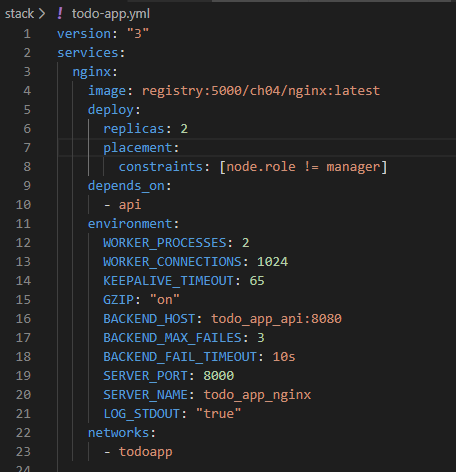 stack > ! todo-app.yml
1 version: "3"
2 services:
3   nginx:
4     image: registry:5000/ch04/nginx:latest
5     deploy:
6       replicas: 2
7       placement:
8         constraints: [node.role != manager]
9     depends_on:
10       - api
11     environment:
12       WORKER_PROCESSES: 2
13       WORKER_CONNECTIONS: 1024
14       KEEPALIVE_TIMEOUT: 65
15       GZIP: "on"
16       BACKEND_HOST: todo_app_api:8080
17       BACKEND_MAX_FAILES: 3
18       BACKEND_FAIL_TIMEOUT: 10s
19       SERVER_PORT: 8000
20       SERVER_NAME: todo_app_nginx
21       LOG_STDOUT: "true"
22     networks:
23       - todoapp
24